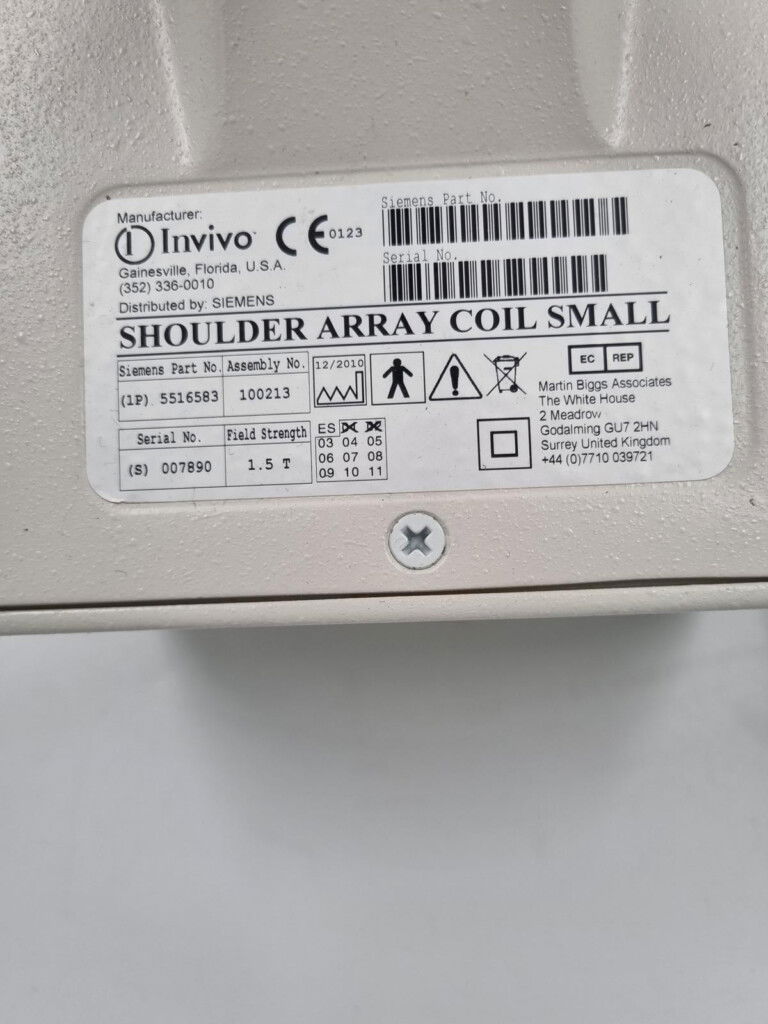 Manufacturer:
Invivo CE 0123
Gainesville, Florida, U.S.A.
(352) 336-0010
Distributed by: SIEMENS
Siemens Part No.
Serial No.
SHOULDER ARRAY COIL SMALL
Siemens Part No. Assembly No.
(1P) 5516583 100213
12/2010
Serial No. Field Strength
(S) 007890 1.5 T
ES
03 04 05
06 07 08
09 10 11
EC REP
Martin Biggs Associates
The White House
2 Meadrow
Godalming GU7 2HN
Surrey United Kingdom
+44 (0)7710 039721